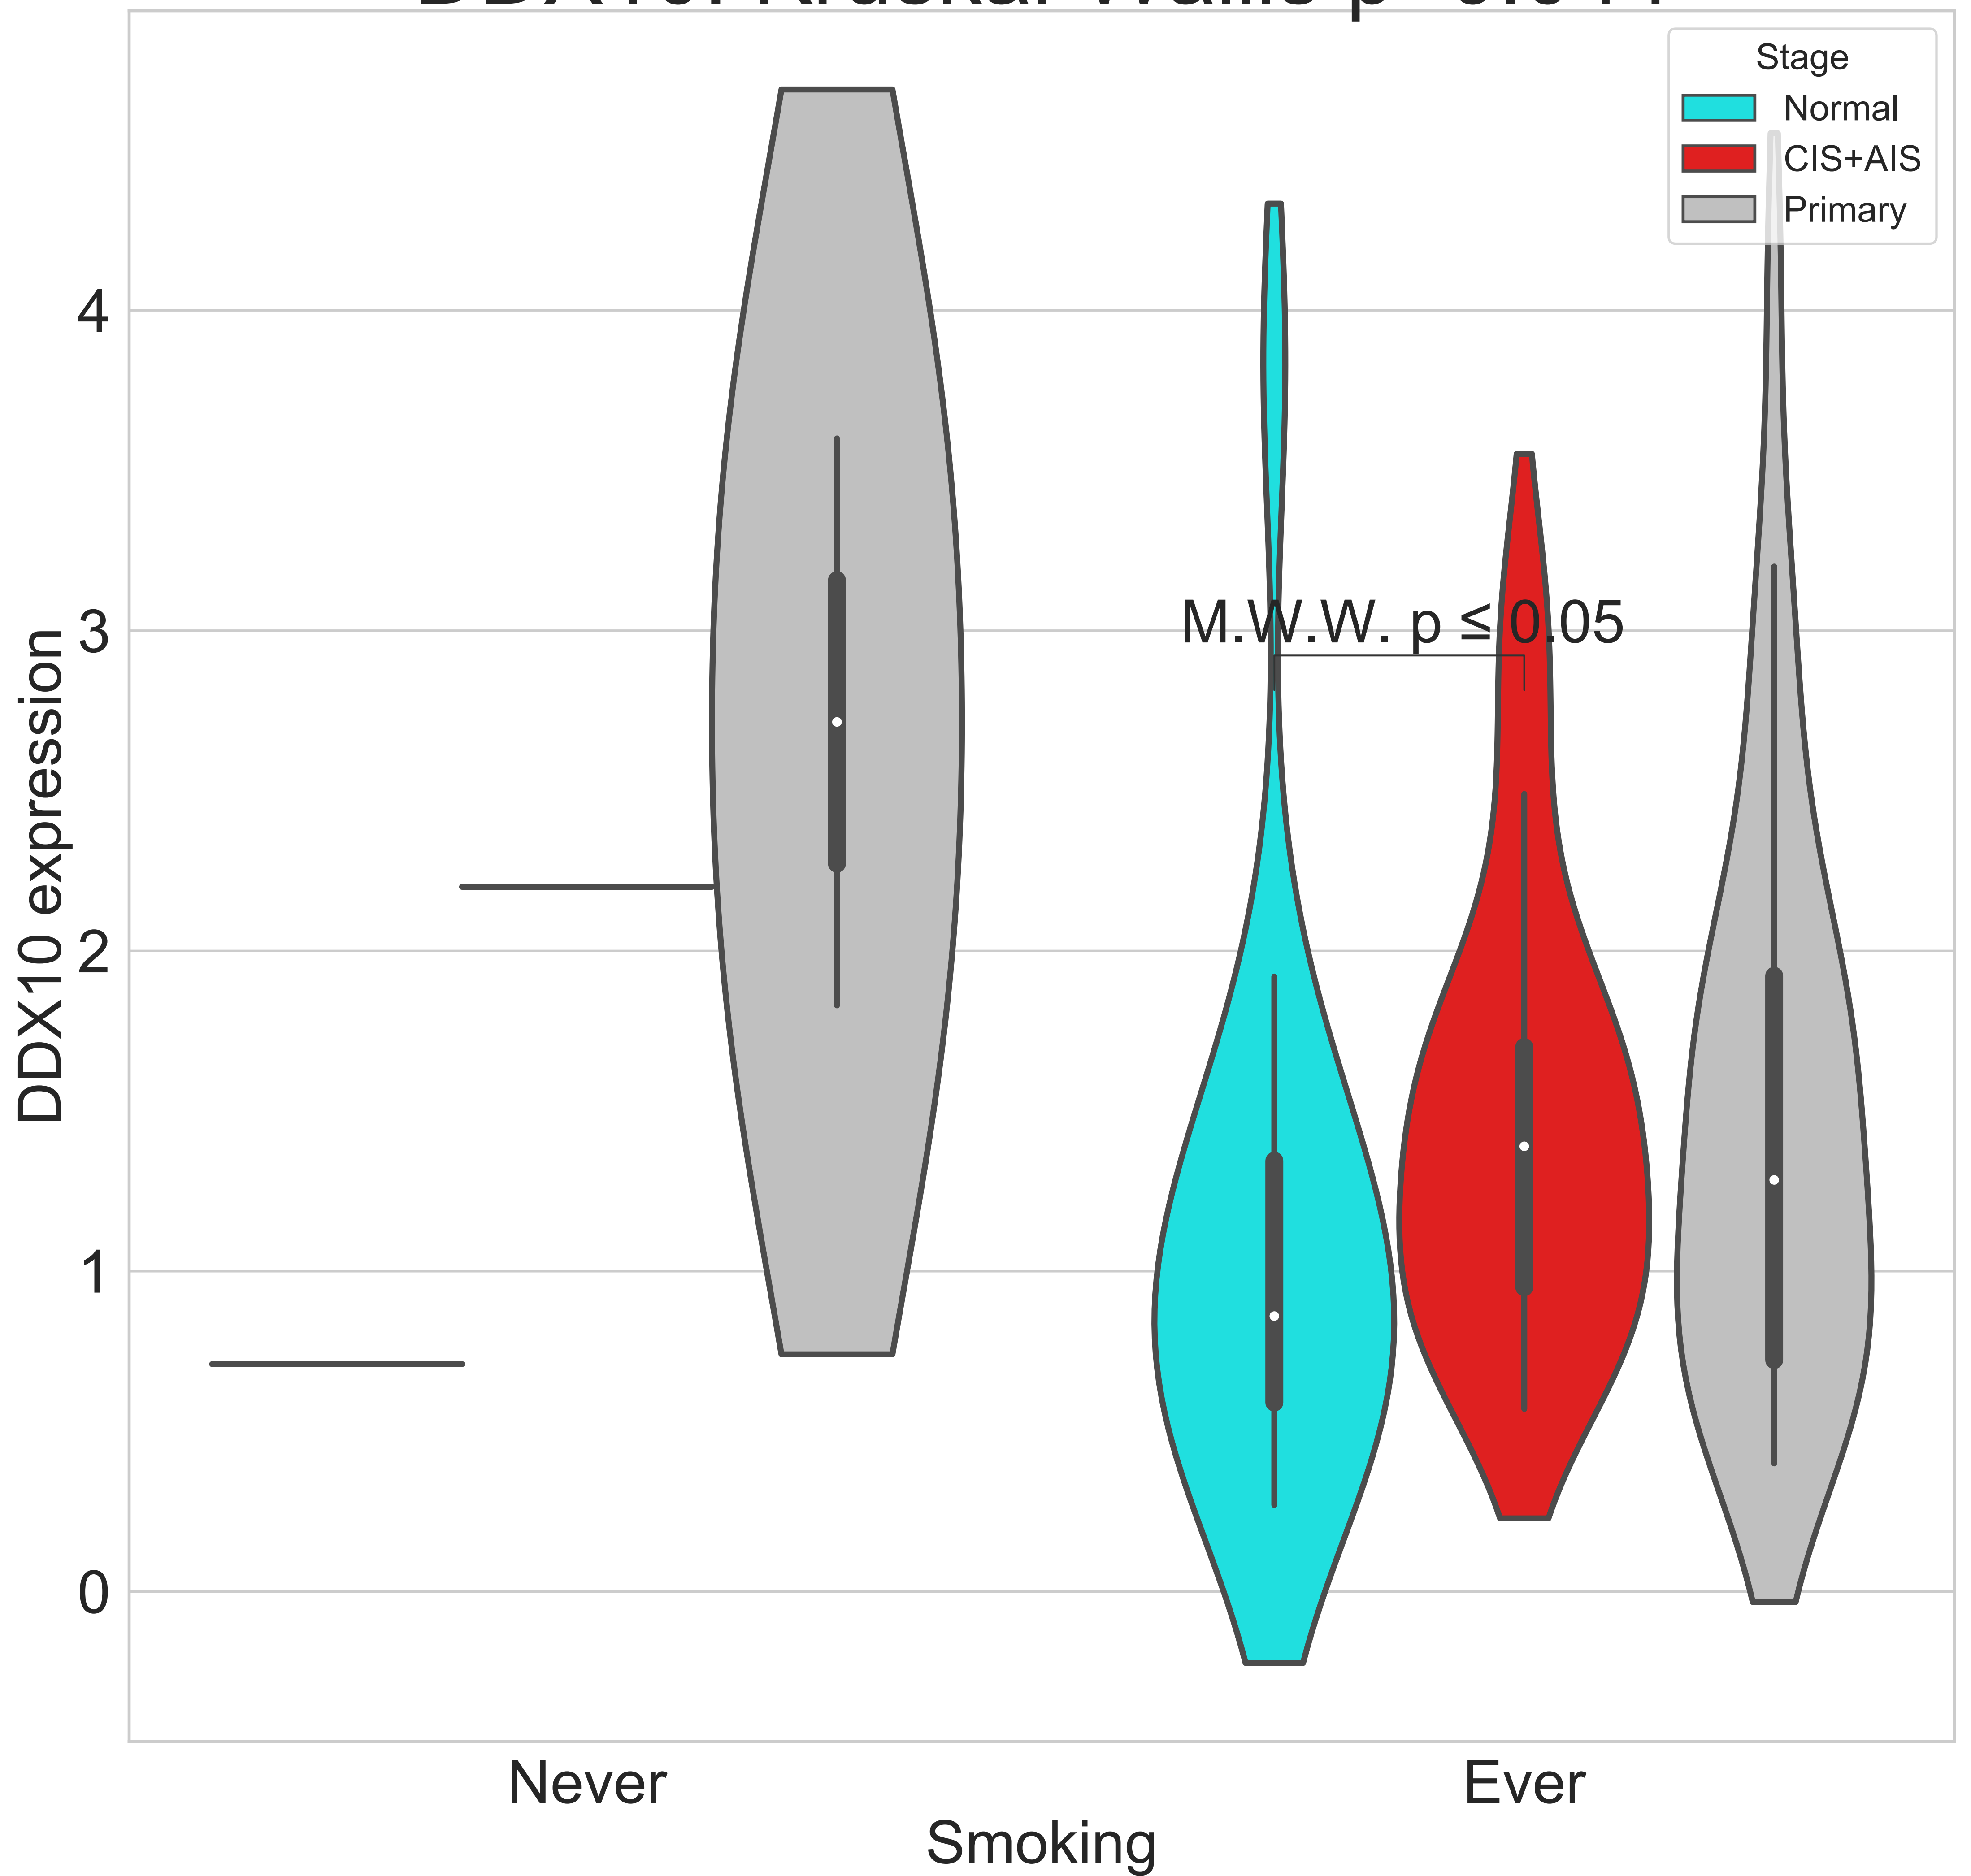 Stage
Normal
CIS+AIS
Primary
4
3
2
1
0
DDX10 expression
M.W.W. p ≤ 0.05
Never
Ever
Smoking